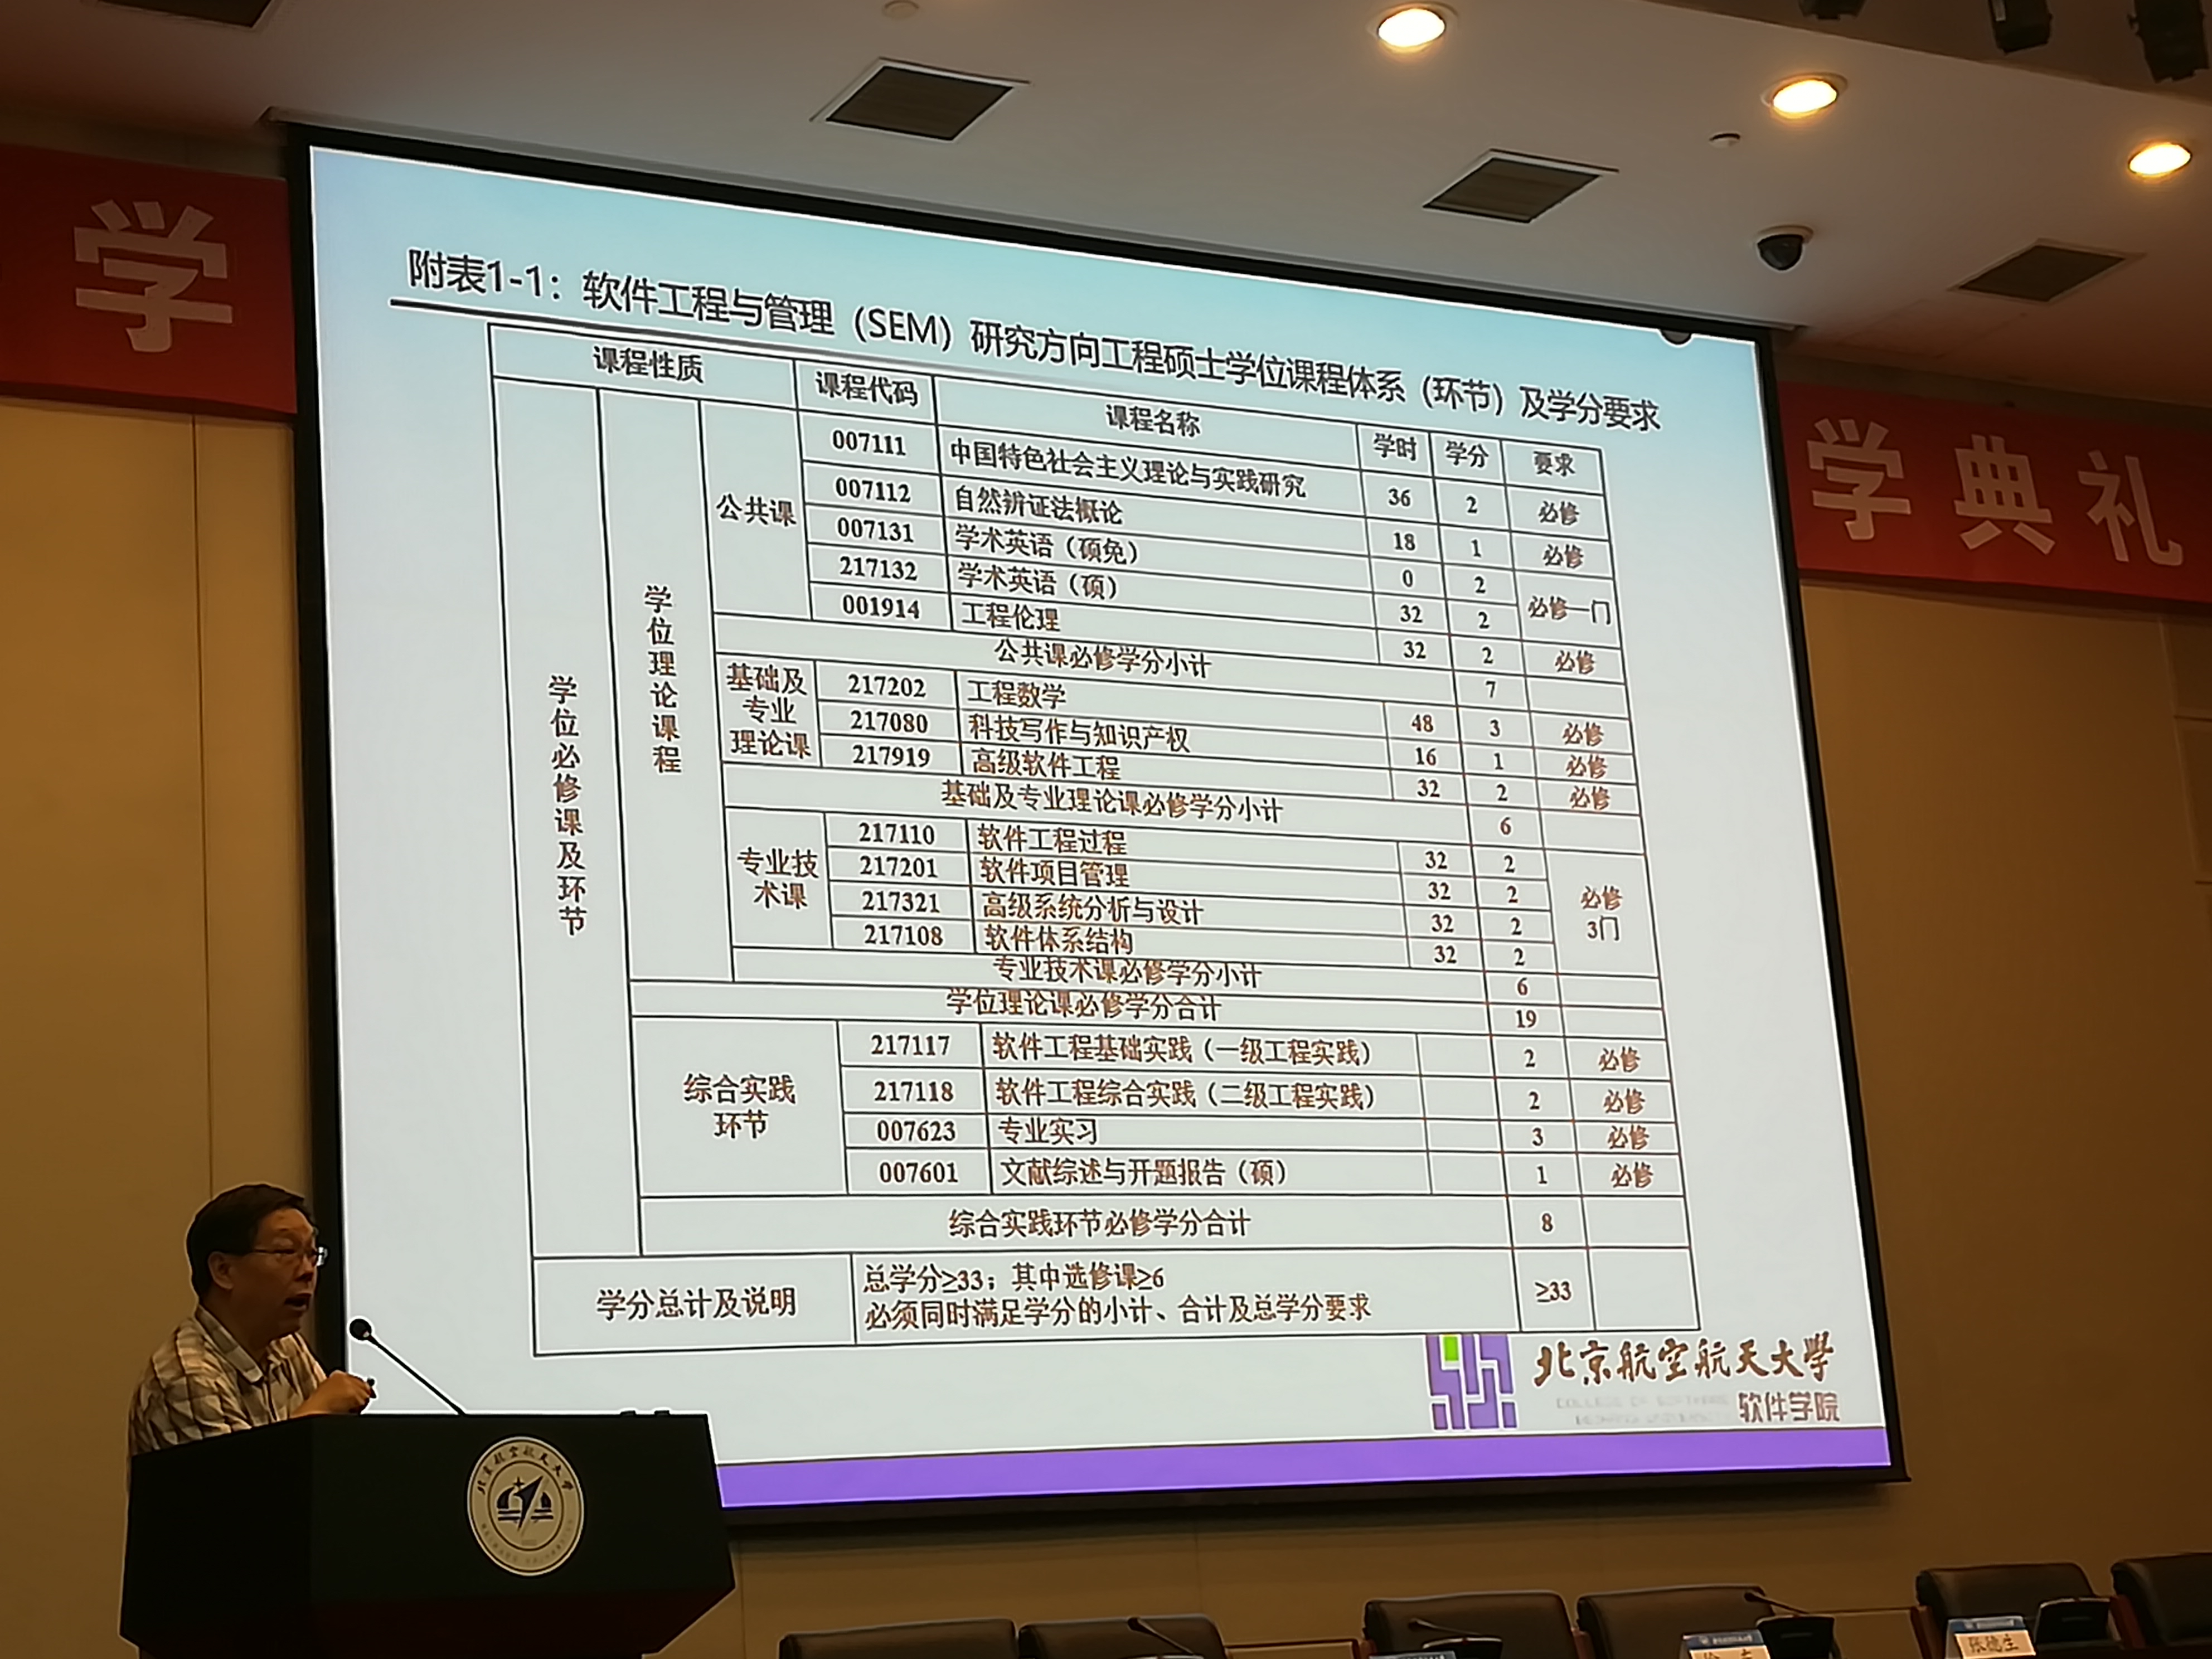 学
学典礼
附表1-1：软件工程与管理（SEM）研究方向工程硕士学位课程体系（环节）及学分要求
课程性质 课程代码 课程名称 学时 学分 要求
学位必修课及环节
学位理论课程
公共课
007111 中国特色社会主义理论与实践研究 36 2 必修
007112 自然辨证法概论 18 1 必修
007131 学术英语（硕免） 0 2 必修一门
217132 学术英语（硕） 32 2
001914 工程伦理 32 2 必修
公共课必修学分小计 7
基础及专业理论课
217202 工程数学 48 3 必修
217080 科技写作与知识产权 16 1 必修
217919 高级软件工程 32 2 必修
基础及专业理论课必修学分小计 6
专业技术课
217110 软件工程过程 32 2 必修3门
217201 软件项目管理 32 2
217321 高级系统分析与设计 32 2
217108 软件体系结构 32 2
专业技术课必修学分小计 6
学位理论课必修学分合计 19
综合实践环节
217117 软件工程基础实践（一级工程实践） 2 必修
217118 软件工程综合实践（二级工程实践） 2 必修
007623 专业实习 3 必修
007601 文献综述与开题报告（硕） 1 必修
综合实践环节必修学分合计 8
学分总计及说明
总学分≥33；其中选修课≥6
必须同时满足学分的小计、合计及总学分要求
≥33
北京航空航天大學
软件学院
北京航空航天大学
张德生